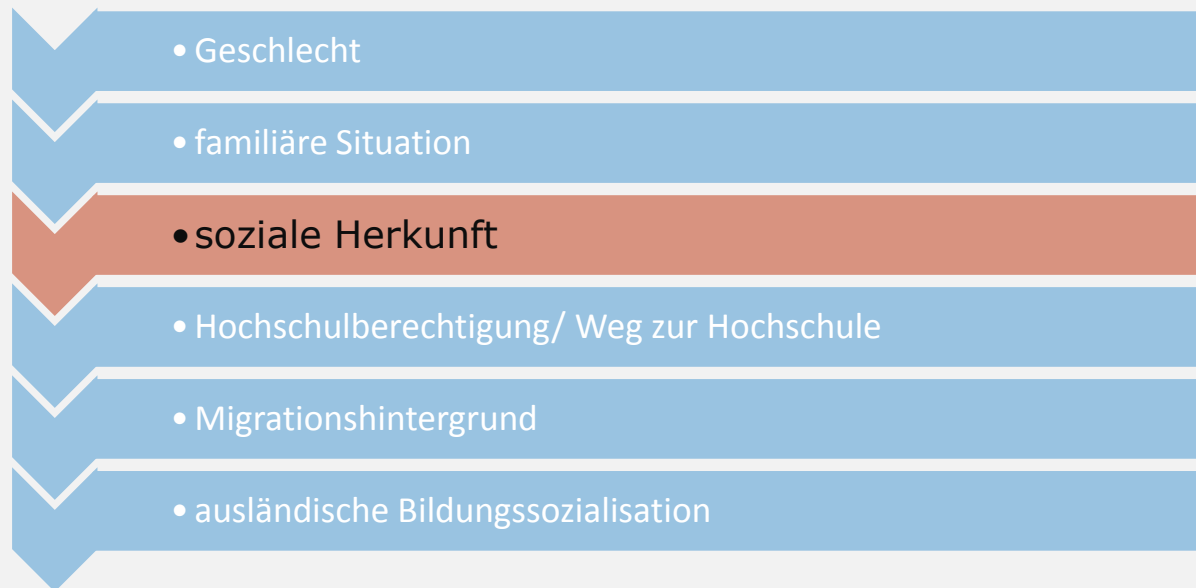 • Geschlecht
• familiäre Situation
• soziale Herkunft
• Hochschulberechtigung/ Weg zur Hochschule
• Migrationshintergrund
• ausländische Bildungssozialisation